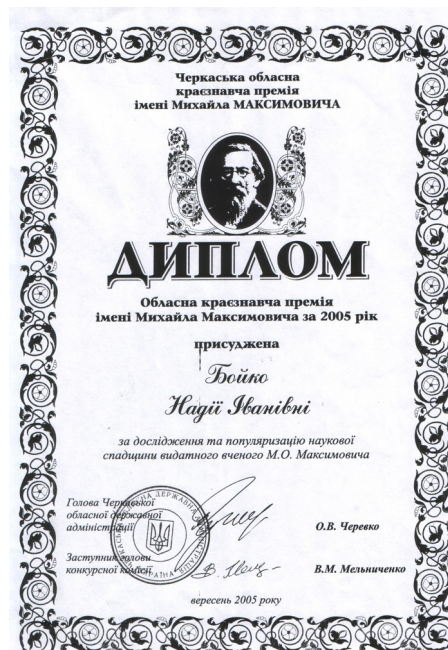 Черкаська обласна
краєзнавча премія
імені Михайла МАКСИМОВИЧА
ДИПЛОМ
Обласна краєзнавча премія
імені Михайла Максимовича за 2005 рік
присуджена
Бойко
Надії Іванівні
за дослідження та популяризацію наукової
спадщини видатного вченого М.О. Максимовича
Голова Черкаської
обласної державної
адміністрації
О.В. Черевко
Заступник голови
конкурсної комісії
В.М. Мельниченко
вересень 2005 року